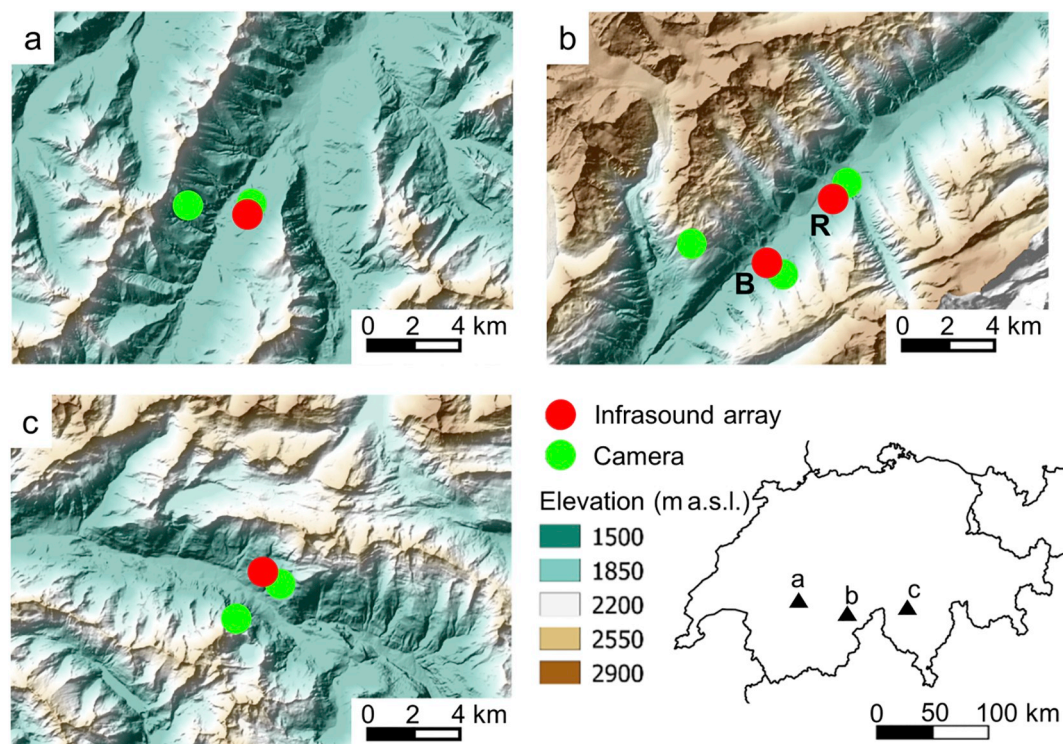 a
b
R
B
0 2 4 km
0 2 4 km
c
Infrasound array
Camera
Elevation (m a.s.l.)
1500
1850
2200
2550
2900
a
b
c
0 2 4 km
0 50 100 km